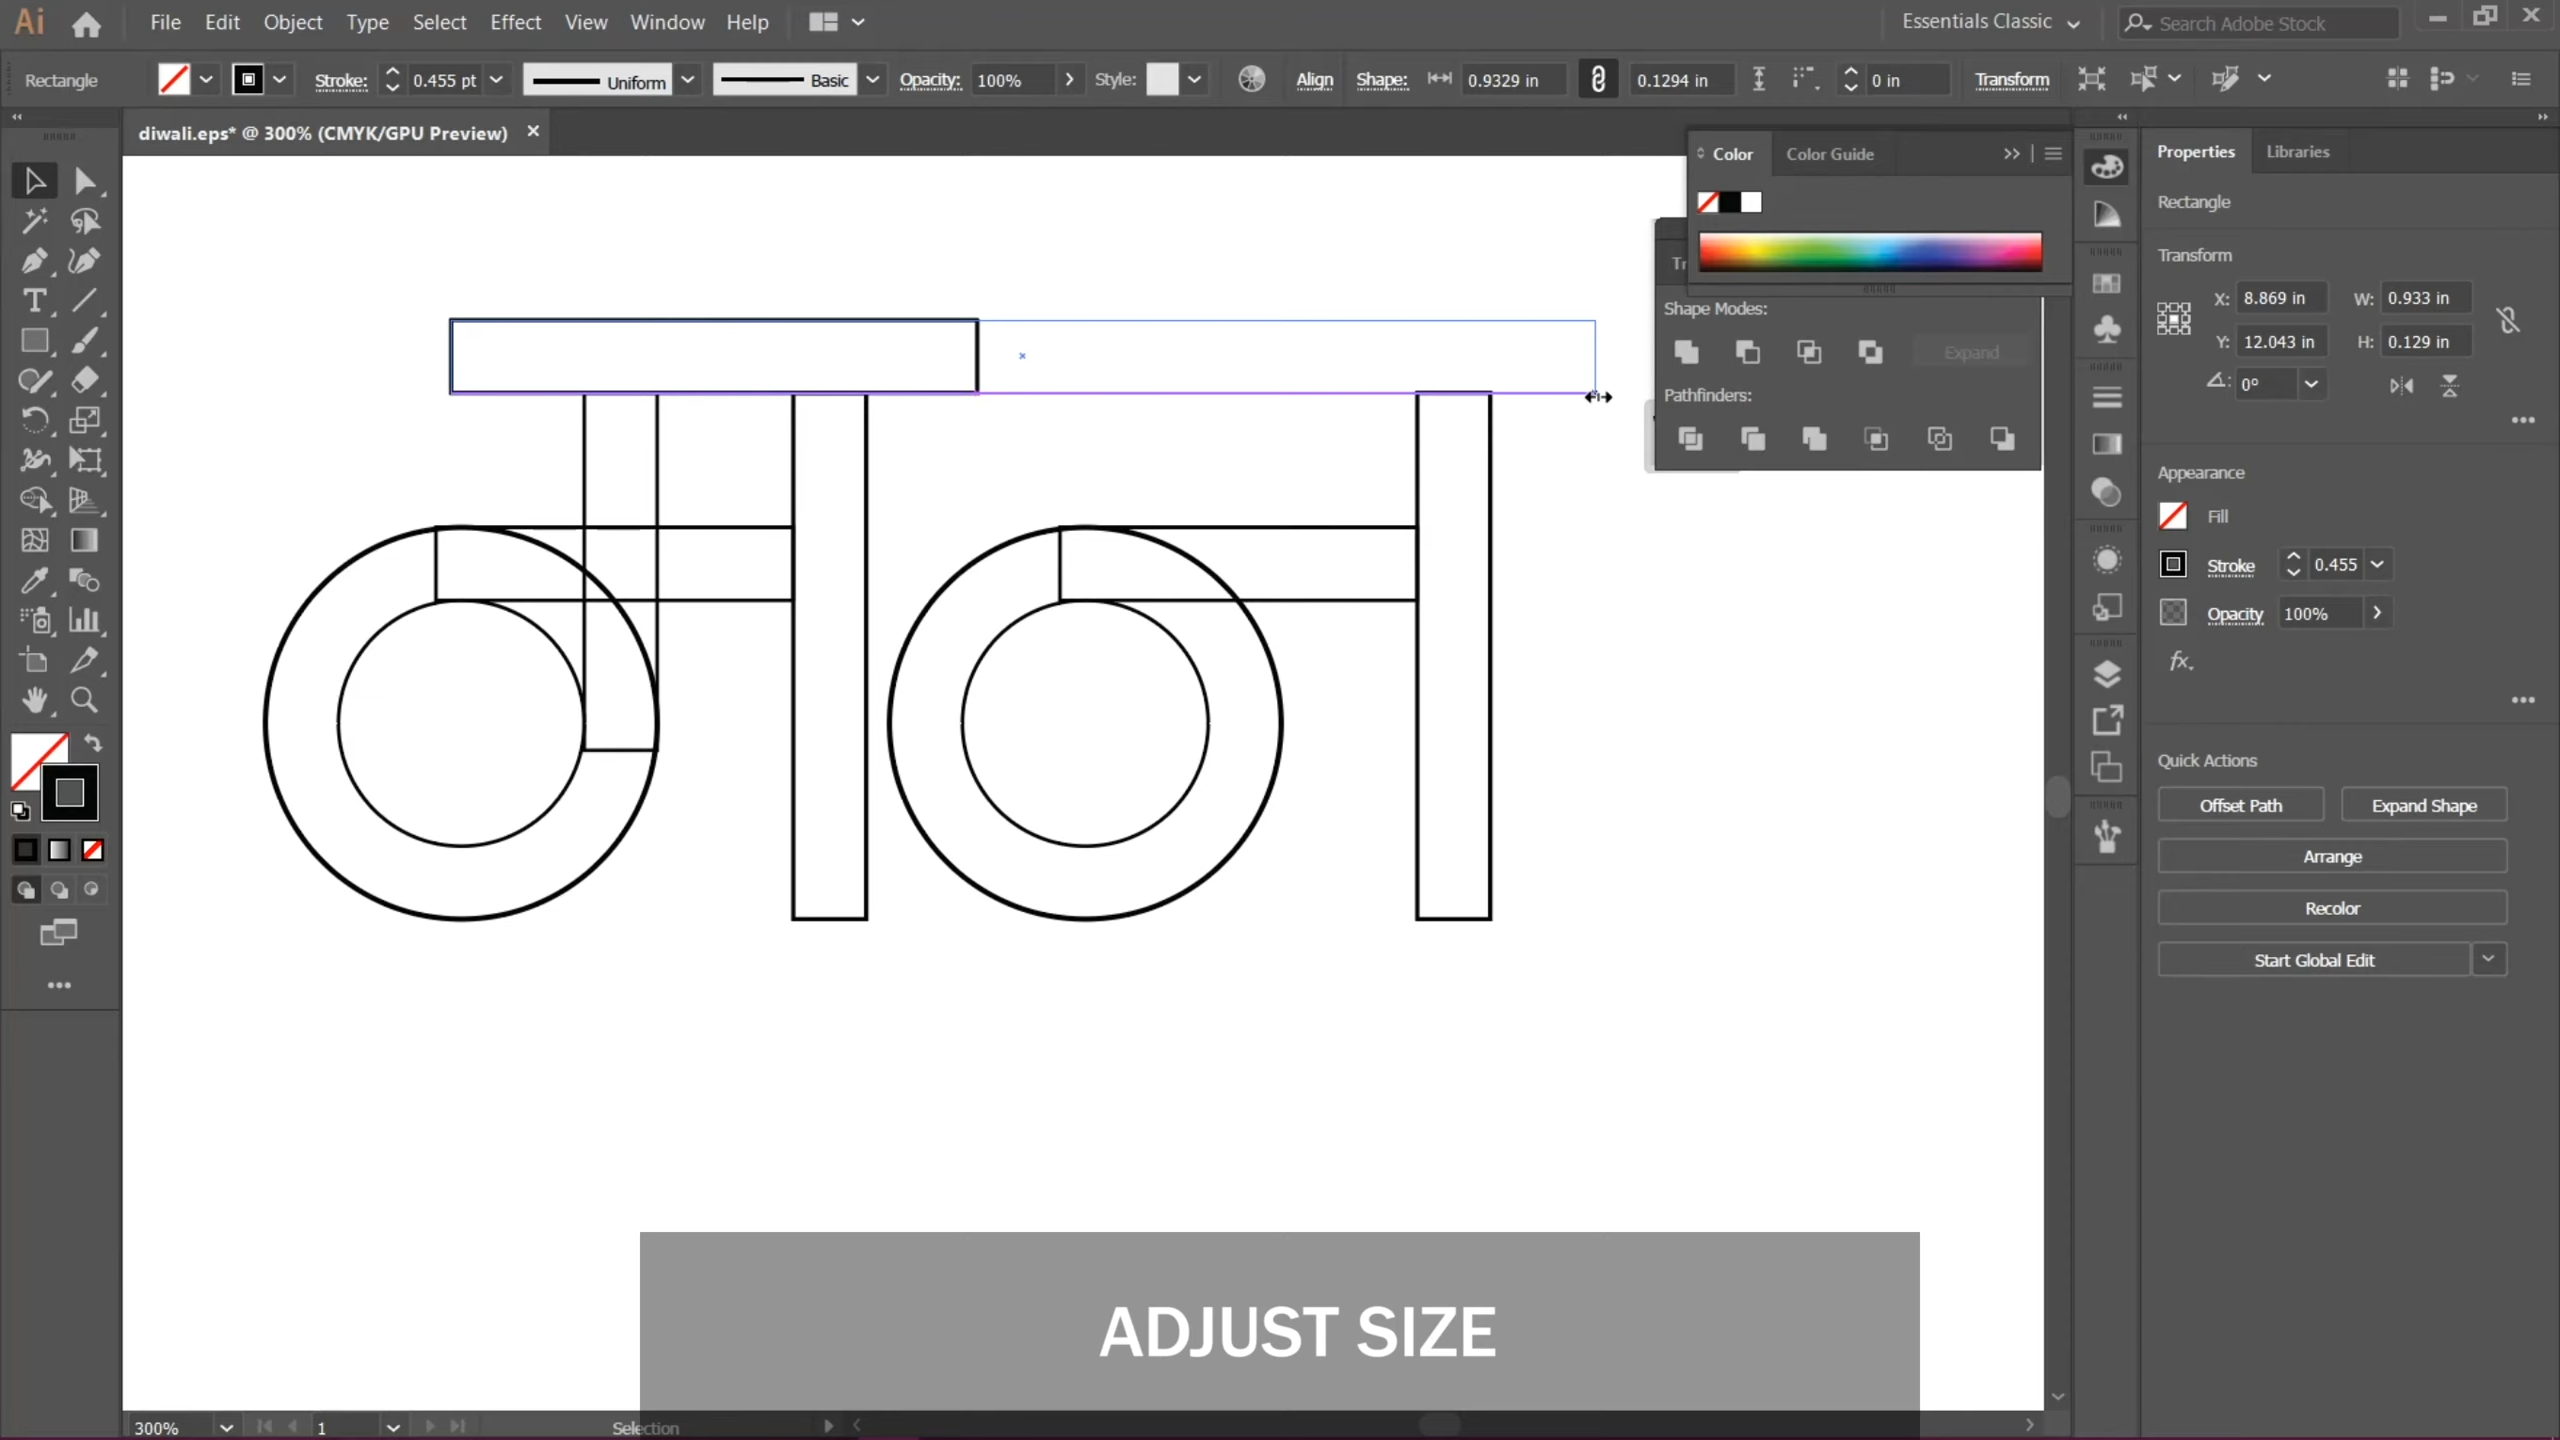 Ai File Edit Object Type Select Effect View Window Help Essentials Classic Search Adobe Stock
Rectangle Stroke: 0.455 pt Uniform Basic Opacity: 100% Style: Align Shape: 0.9329 in 0.1294 in 0 in Transform
diwali.eps* @ 300% (CMYK/GPU Preview)
Color Color Guide
Tr
Shape Modes:
Expand
Pathfinders:
Properties Libraries
Rectangle
Transform
X: 8.869 in W: 0.933 in
Y: 12.043 in H: 0.129 in
0°
Appearance
Fill
Stroke 0.455
Opacity 100%
fx.
Quick Actions
Offset Path Expand Shape
Arrange
Recolor
Start Global Edit
ADJUST SIZE
300% 1 Selection